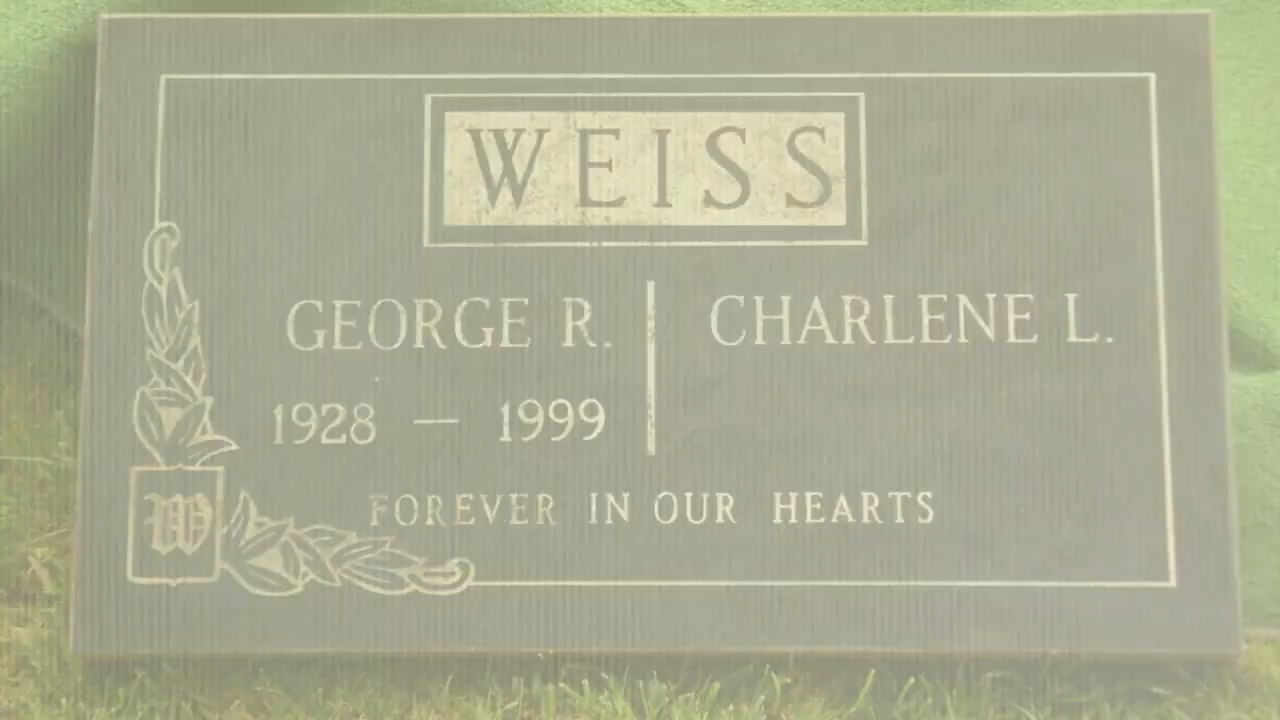 WEISS
GEORGE R. CHARLENE L.
1928 — 1999
FOREVER IN OUR HEARTS
W